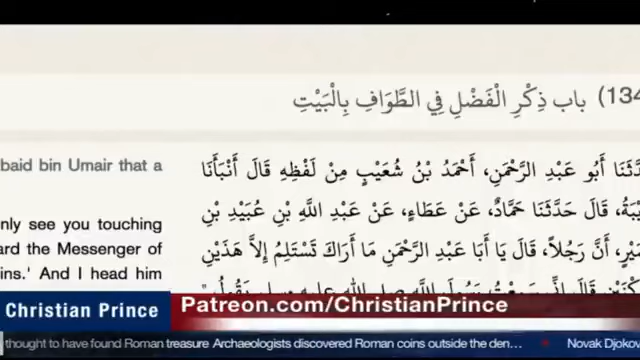 134)
باب ذِكْرِ الْفَضْلِ فِي الطَّوَافِ بِالْبَيْتِ
baid bin Umair that a
nly see you touching
ard the Messenger of
ins.' And I head him
دَّثَنَا أَبُو عَبْدِ الرَّحْمَنِ، أَحْمَدُ بْنُ شُعَيْبٍ مِنْ لَفْظِهِ قَالَ أَنْبَأَنَا
يْبَةُ، قَالَ حَدَّثَنَا حَمَّادٌ، عَنْ عَطَاءٍ، عَنْ عَبْدِ اللَّهِ بْنِ عُبَيْدِ بْنِ
مَيْرٍ، أَنَّ رَجُلاً، قَالَ يَا أَبَا عَبْدِ الرَّحْمَنِ مَا أَرَاكَ تَسْتَلِمُ إِلاَّ هَذَيْنِ
Christian Prince
Patreon.com/ChristianPrince
thought to have found Roman treasure Archaeologists discovered Roman coins outside the den...
Novak Djokov